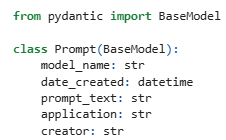 from pydantic import BaseModel
class Prompt(BaseModel):
    model_name: str
    date_created: datetime
    prompt_text: str
    application: str
    creator: str